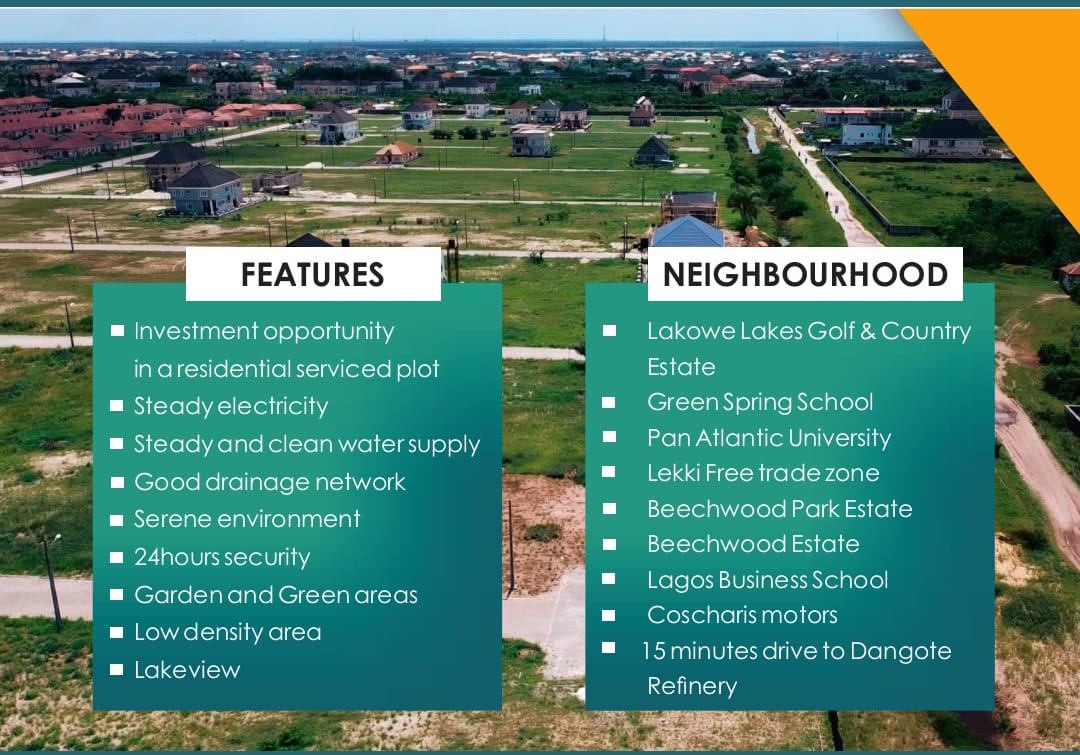 FEATURES
Investment opportunity
in a residential serviced plot
Steady electricity
Steady and clean water supply
Good drainage network
Serene environment
24hours security
Garden and Green areas
Low density area
Lakeview
NEIGHBOURHOOD
Lakowe Lakes Golf & Country
Estate
Green Spring School
Pan Atlantic University
Lekki Free trade zone
Beechwood Park Estate
Beechwood Estate
Lagos Business School
Coscharis motors
15 minutes drive to Dangote
Refinery